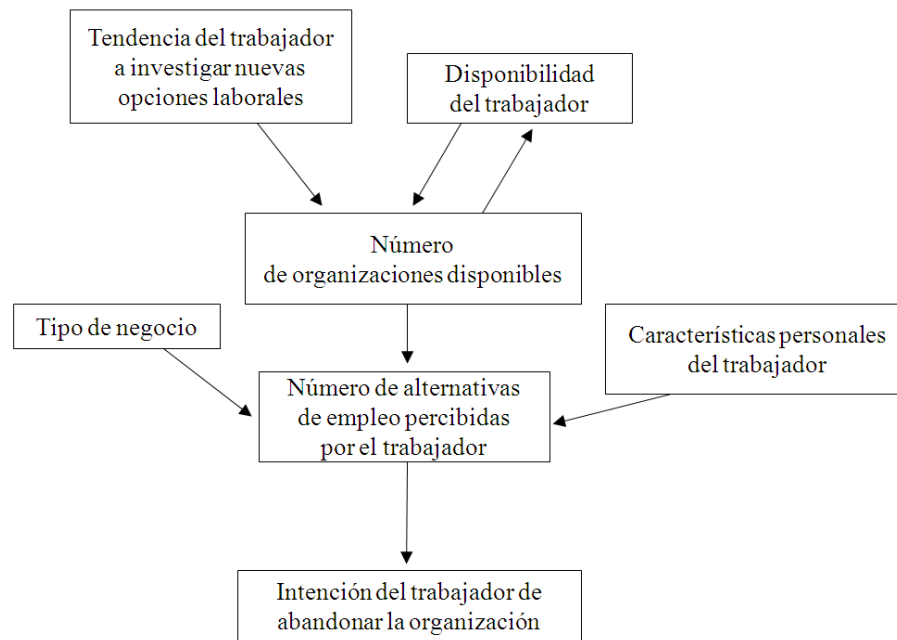 Tendencia del trabajador
a investigar nuevas
opciones laborales
Disponibilidad
del trabajador
Número
de organizaciones disponibles
Tipo de negocio
Características personales
del trabajador
Número de alternativas
de empleo percibidas
por el trabajador
Intención del trabajador de
abandonar la organización